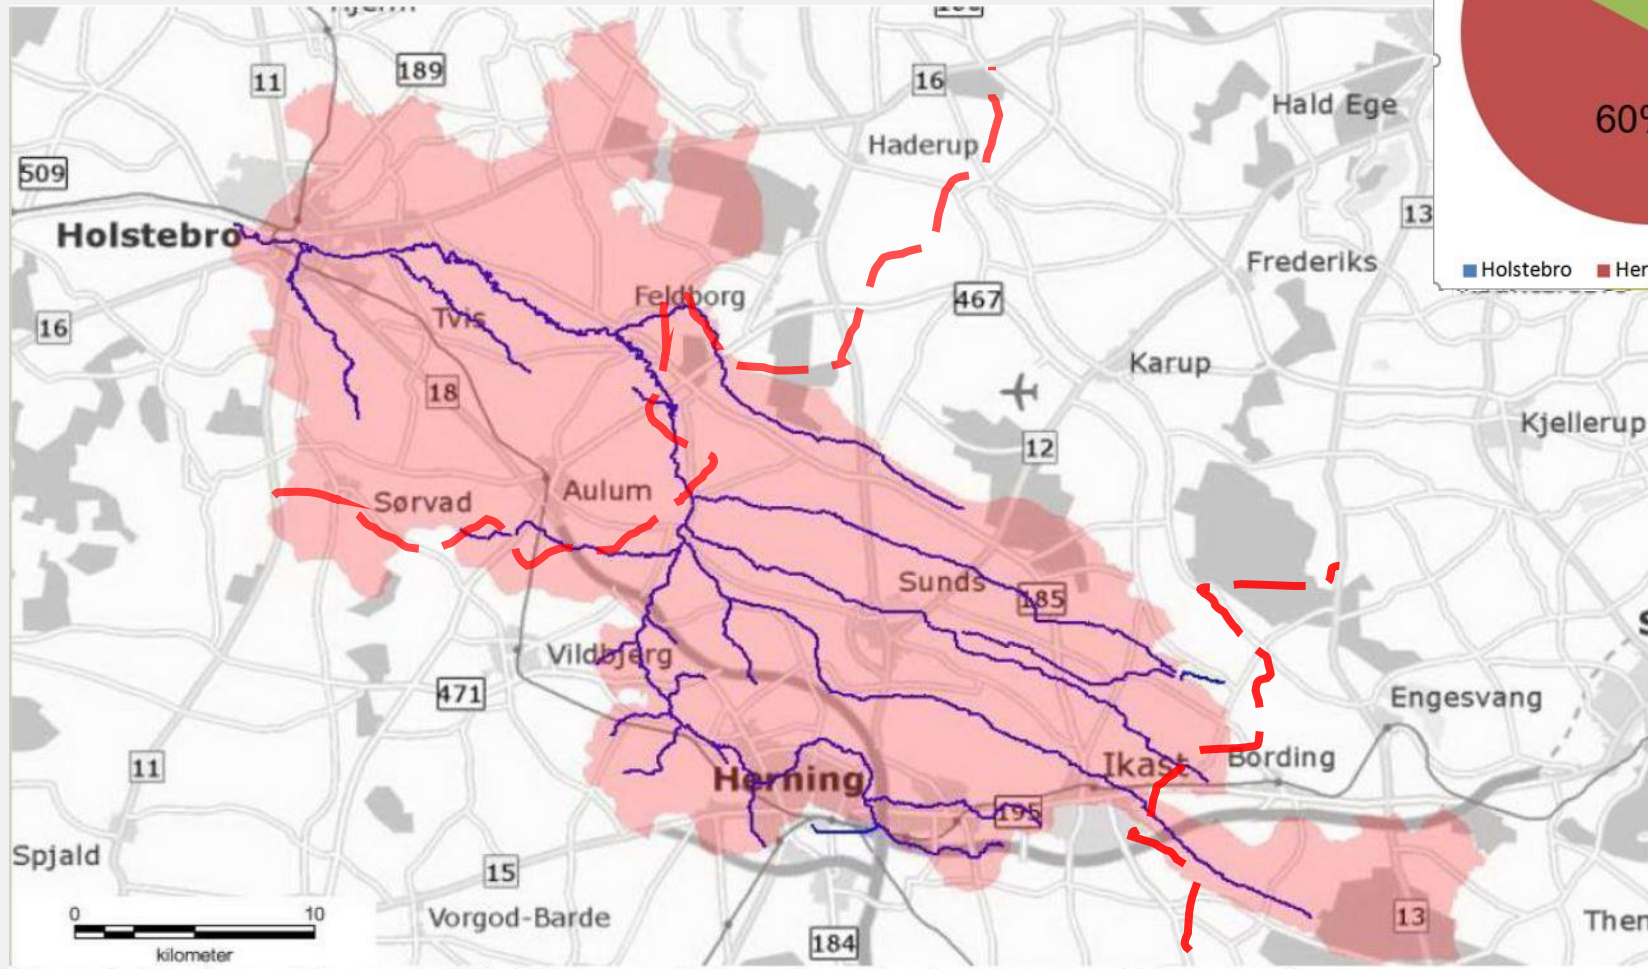 11
189
16
Hald Ege
60%
Haderup
509
13
Holstebro
Frederiks
Holstebro
Feldborg
467
16
Tvis
Karup
18
Kjellerup
12
Sørvad
Aulum
Sunds
185
Vildbjerg
471
Engesvang
11
Herning
Ikast
Bording
195
Spjald
15
Vorgod-Barde
13
184
0
10
kilometer